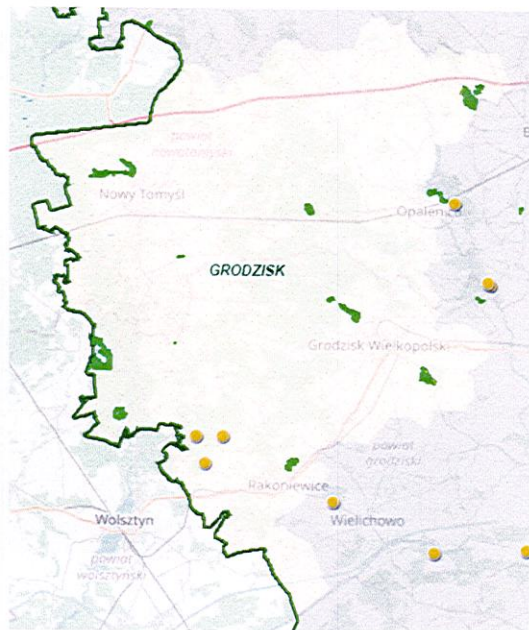 powiat
nowotomyski
Nowy Tomyśl
Opalenica
GRODZISK
Grodzisk Wielkopolski
powiat
grodziski
Rakoniewice
Wolsztyn
Wielichowo
powiat
wolsztyński